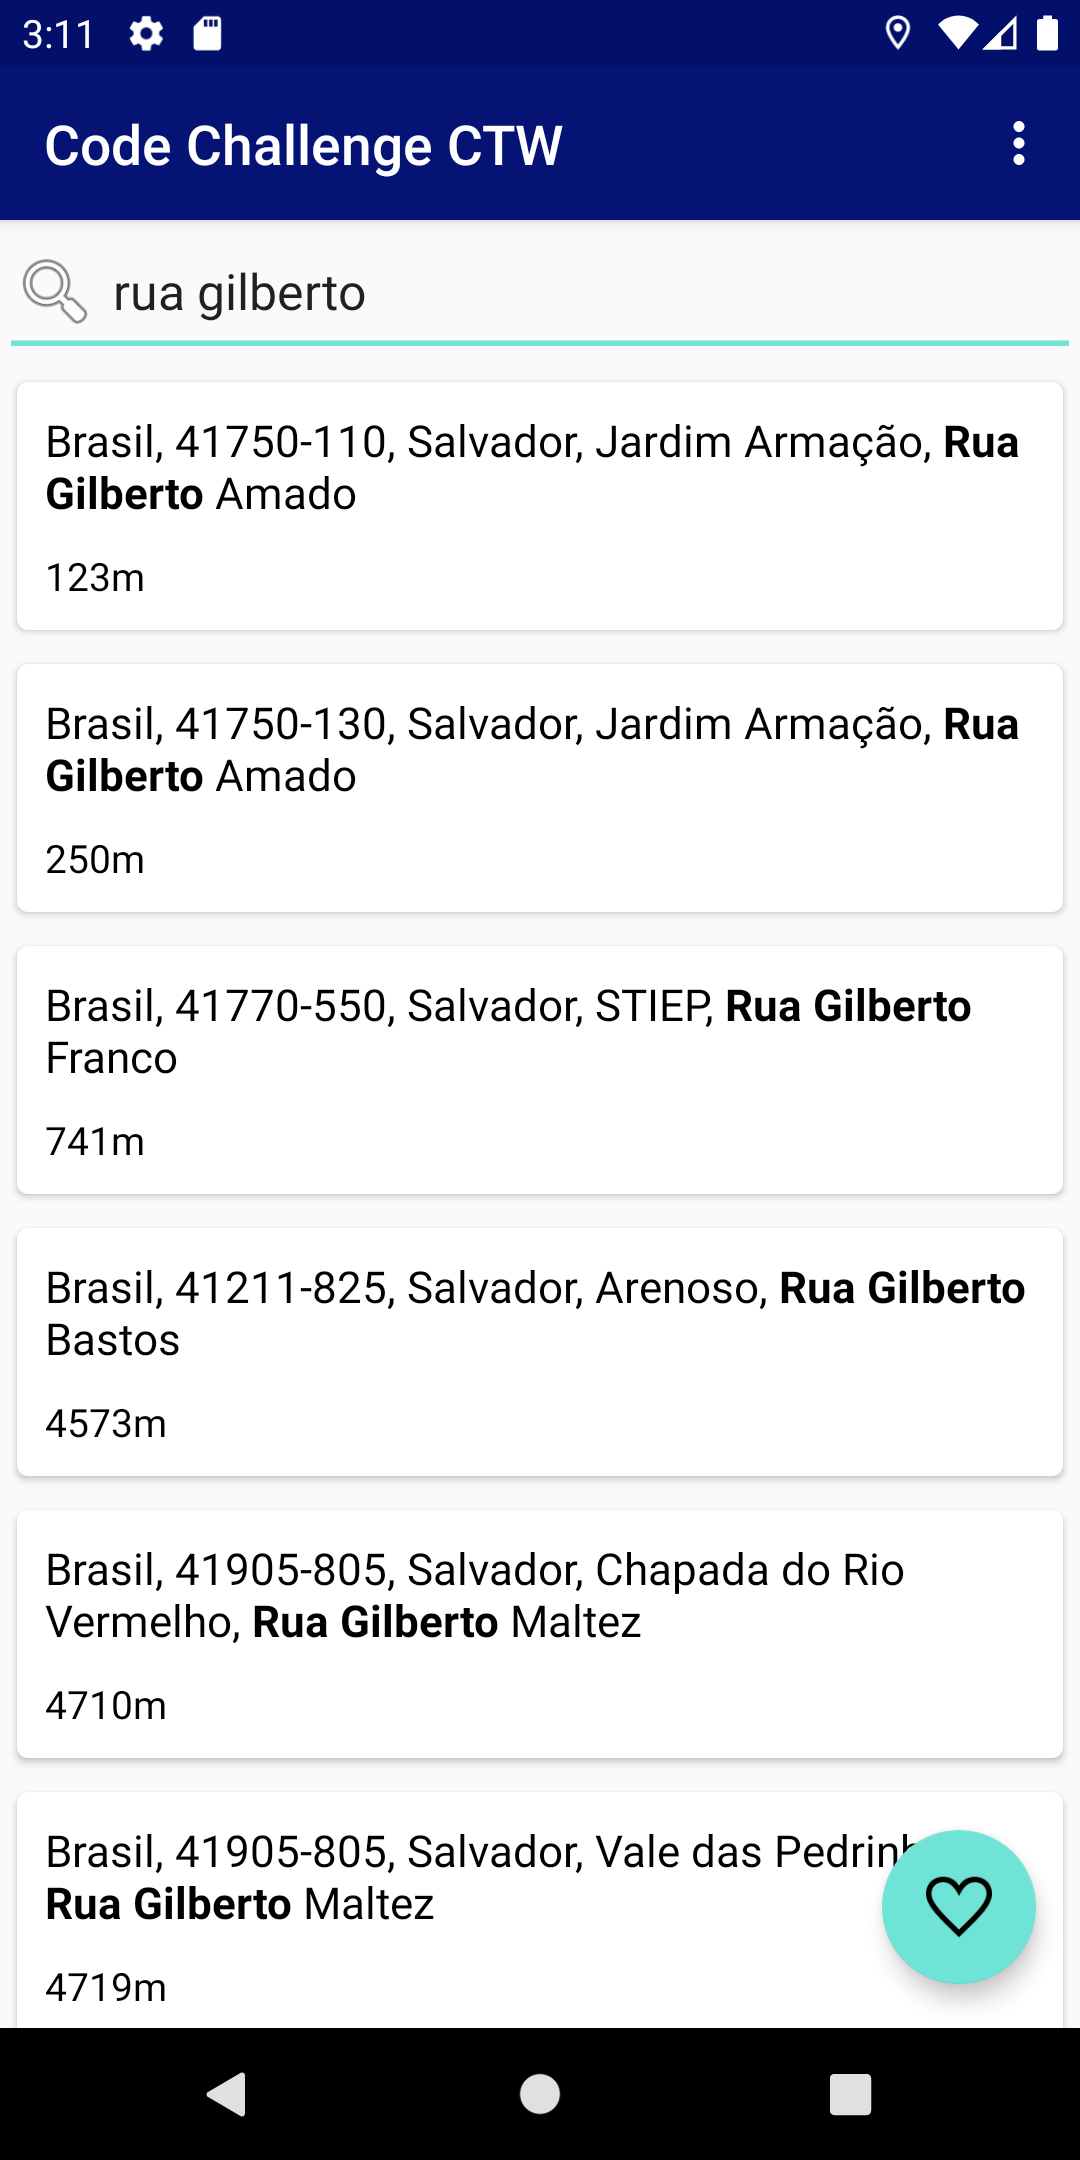 3:11
Code Challenge CTW
rua gilberto
Brasil, 41750-110, Salvador, Jardim Armação, Rua
Gilberto Amado
123m
Brasil, 41750-130, Salvador, Jardim Armação, Rua
Gilberto Amado
250m
Brasil, 41770-550, Salvador, STIEP, Rua Gilberto
Franco
741m
Brasil, 41211-825, Salvador, Arenoso, Rua Gilberto
Bastos
4573m
Brasil, 41905-805, Salvador, Chapada do Rio
Vermelho, Rua Gilberto Maltez
4710m
Brasil, 41905-805, Salvador, Vale das
Rua Gilberto Maltez
4719m